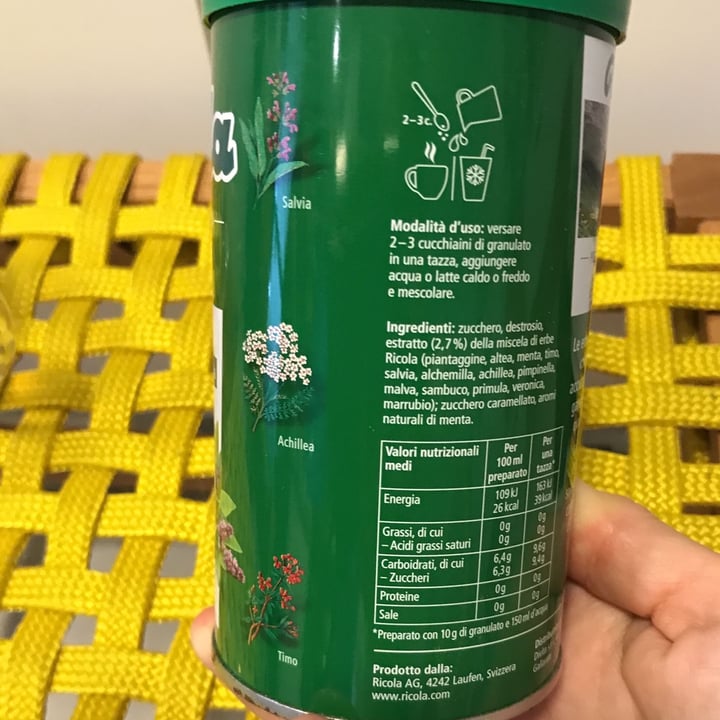 2–3c.
Salvia
Modalità d'uso: versare
2–3 cucchiaini di granulato
in una tazza, aggiungere
acqua o latte caldo o freddo
e mescolare.
Ingredienti: zucchero, destrosio,
estratto (2,7 %) della miscela di erbe
Ricola (piantaggine, altea, menta, timo,
salvia, alchemilla, achillea, pimpinella,
malva, sambuco, primula, veronica,
marrubio); zucchero caramellato, aromi
naturali di menta.
Achillea
Valori nutrizionali medi Per 100 ml preparato Per una tazza*
Energia 109 kJ 26 kcal 163 kJ 39 kcal
Grassi, di cui 0g 0g
– Acidi grassi saturi 0g 0g
Carboidrati, di cui 6,4g 9,6g
– Zuccheri 6,3g 9,4g
Proteine 0g 0g
Sale 0g 0g
*Preparato con 10 g di granulato e 150 ml d'acqua
Timo
Prodotto dalla:
Ricola AG, 4242 Laufen, Svizzera
www.ricola.com